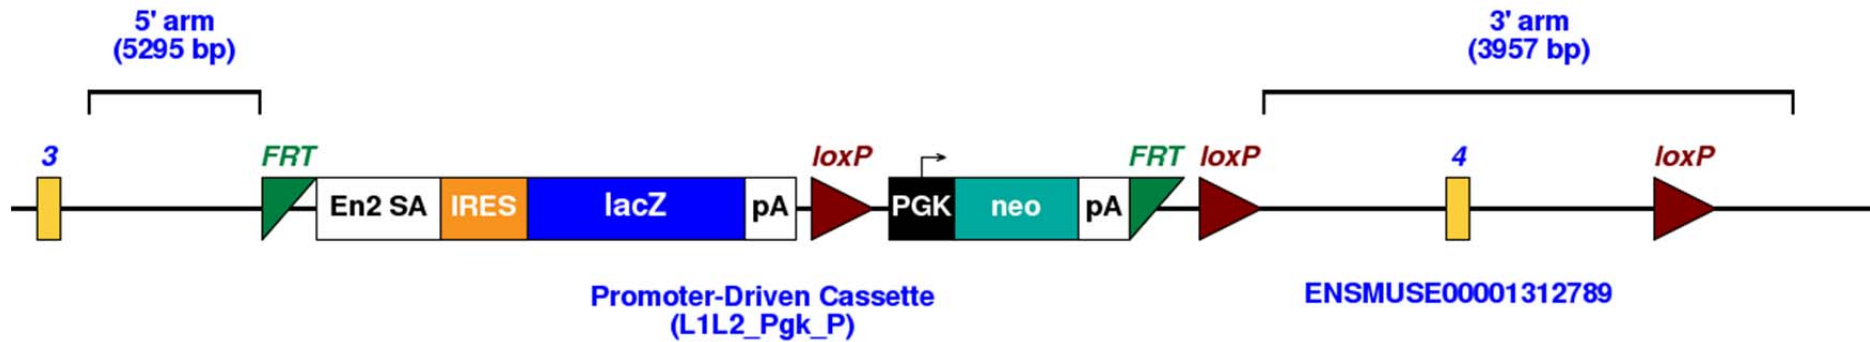 5' arm
(5295 bp)
3' arm
(3957 bp)
3 FRT loxP FRT loxP 4 loxP
En2 SA IRES lacZ pA PGK neo pA
Promoter-Driven Cassette
(L1L2_Pgk_P)
ENSMUSE00001312789